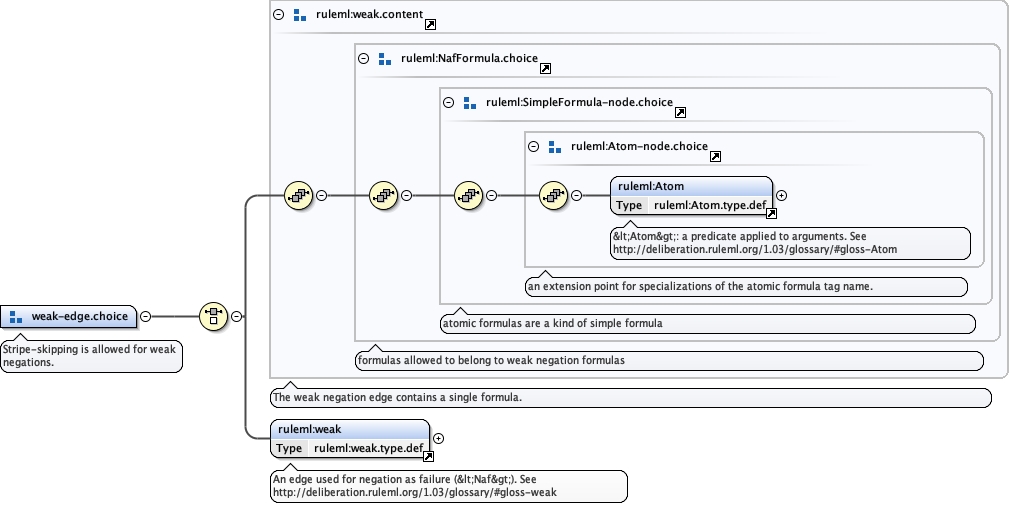 ruleml:weak.content
ruleml:NafFormula.choice
ruleml:SimpleFormula-node.choice
ruleml:Atom-node.choice
ruleml:Atom
Type ruleml:Atom.type.def
&lt;Atom&gt;: a predicate applied to arguments. See
http://deliberation.ruleml.org/1.03/glossary/#gloss-Atom
an extension point for specializations of the atomic formula tag name.
atomic formulas are a kind of simple formula
formulas allowed to belong to weak negation formulas
The weak negation edge contains a single formula.
weak-edge.choice
Stripe-skipping is allowed for weak
negations.
ruleml:weak
Type ruleml:weak.type.def
An edge used for negation as failure (&lt;Naf&gt;). See
http://deliberation.ruleml.org/1.03/glossary/#gloss-weak